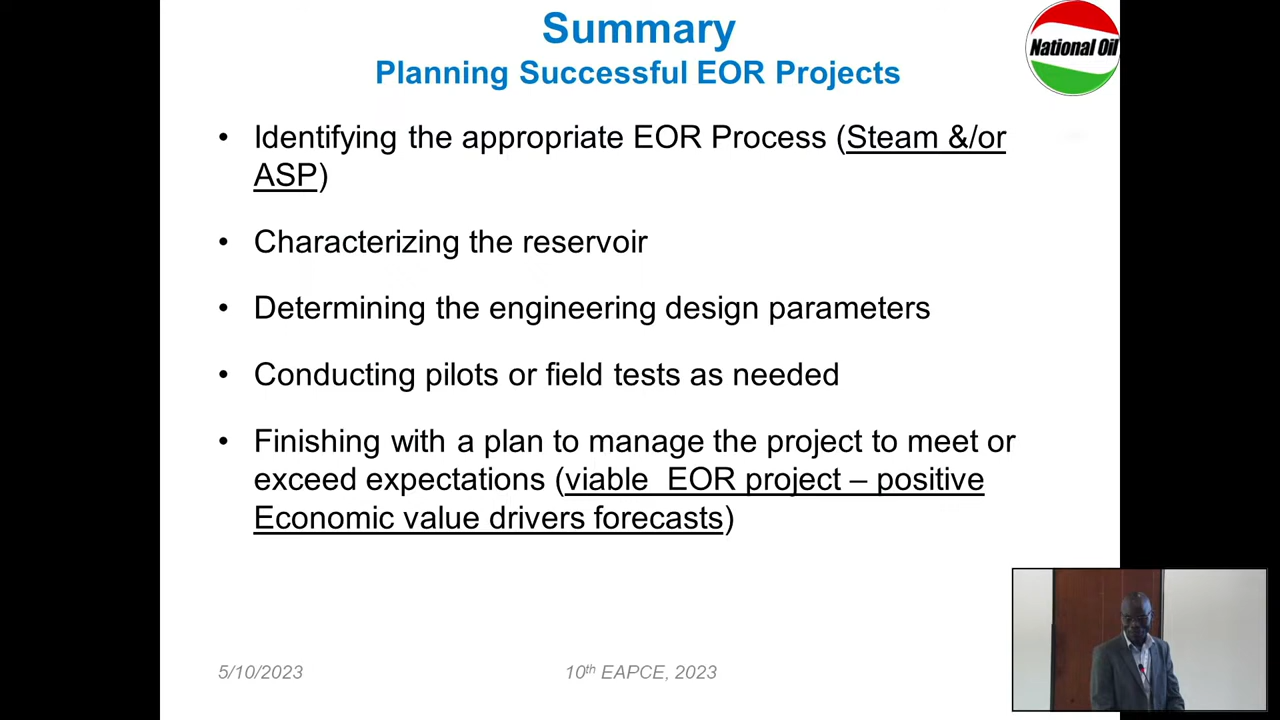 Summary
Planning Successful EOR Projects
National Oil
• Identifying the appropriate EOR Process (Steam &/or
ASP)
• Characterizing the reservoir
• Determining the engineering design parameters
• Conducting pilots or field tests as needed
• Finishing with a plan to manage the project to meet or
exceed expectations (viable  EOR project – positive
Economic value drivers forecasts)
5/10/2023
10th EAPCE, 2023